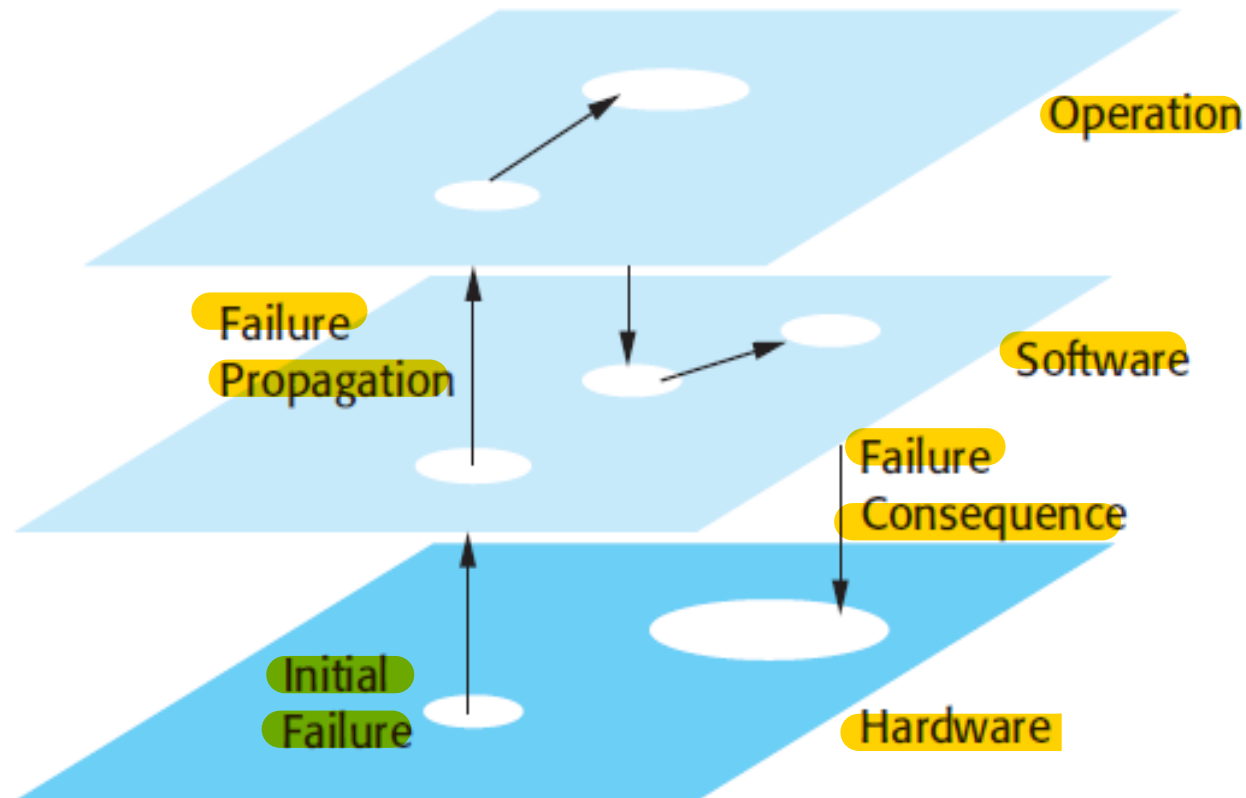 Operation
Failure
Propagation
Software
Failure
Consequence
Initial
Failure
Hardware